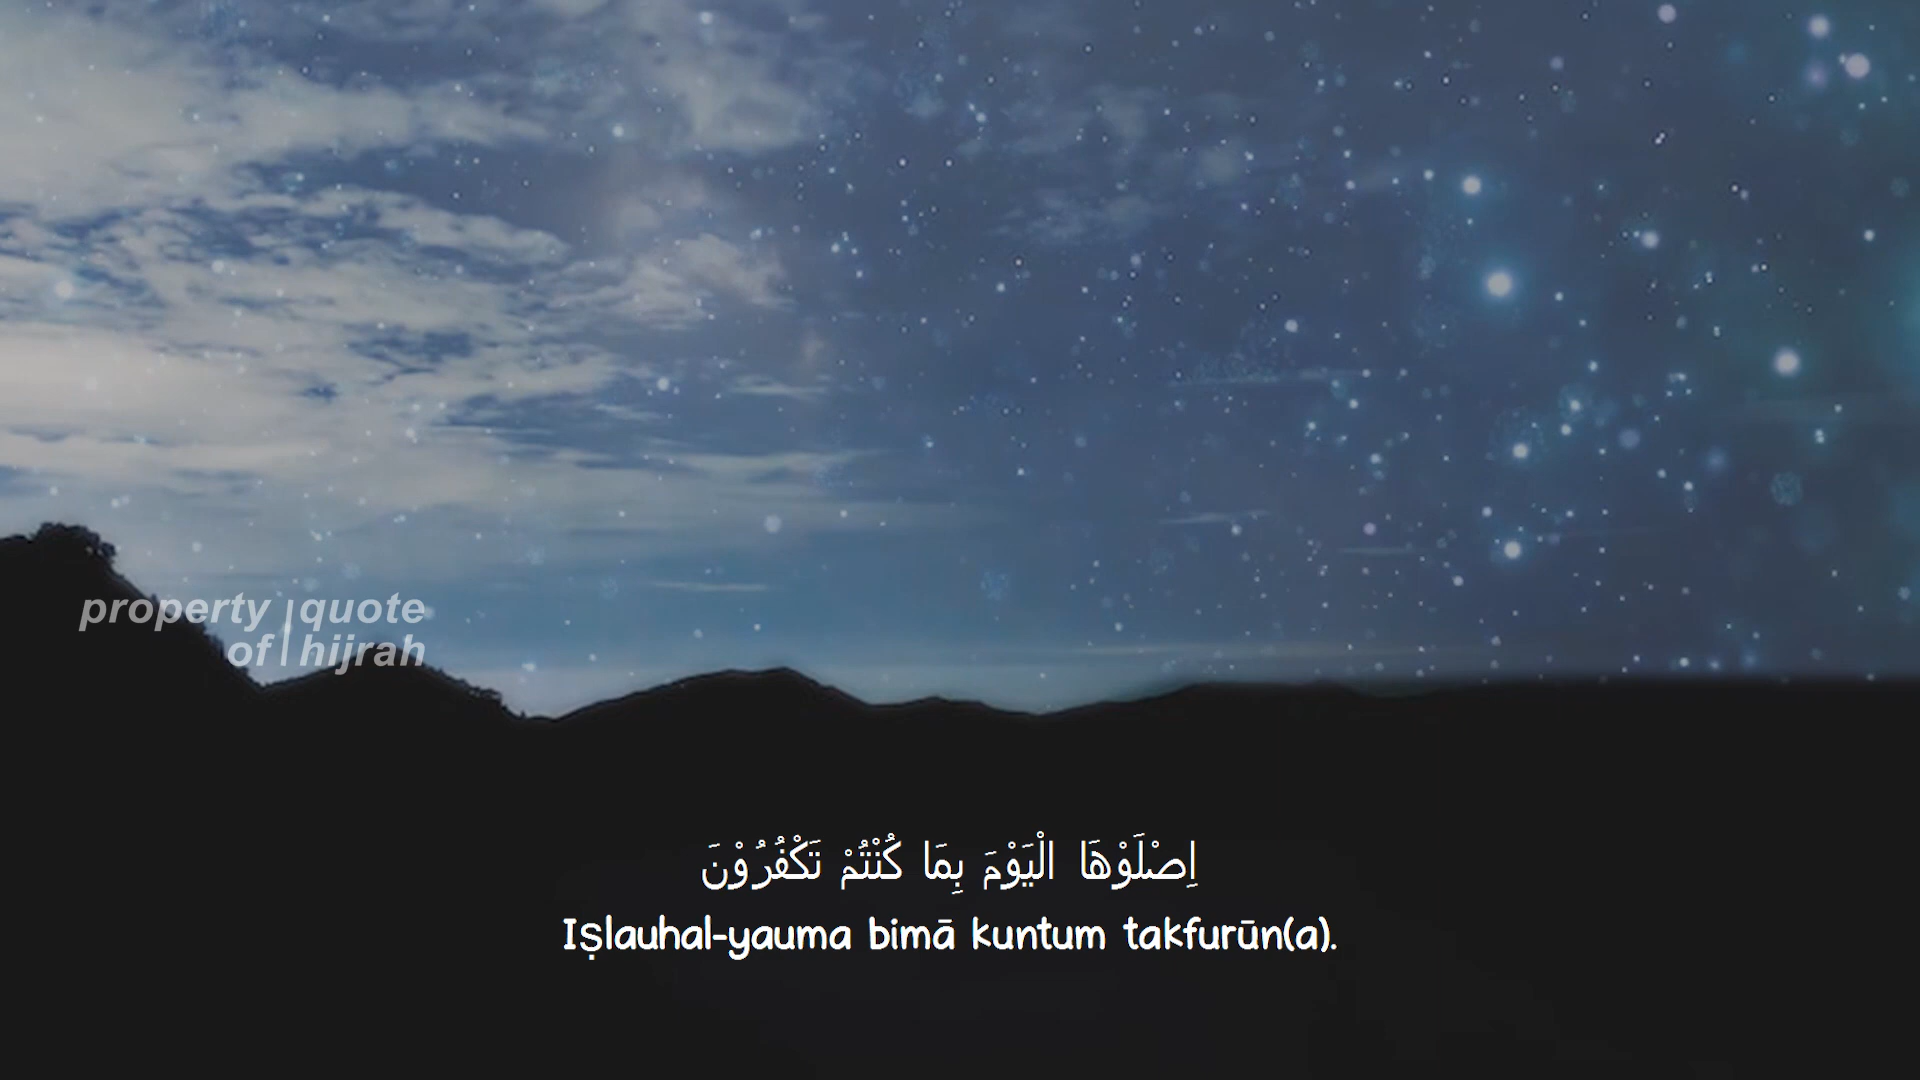 property | quote
of | hijrah
اِصْلَوْهَا الْيَوْمَ بِمَا كُنْتُمْ تَكْفُرُوْنَ
Iṣlauhal-yauma bimā kuntum takfurūn(a).